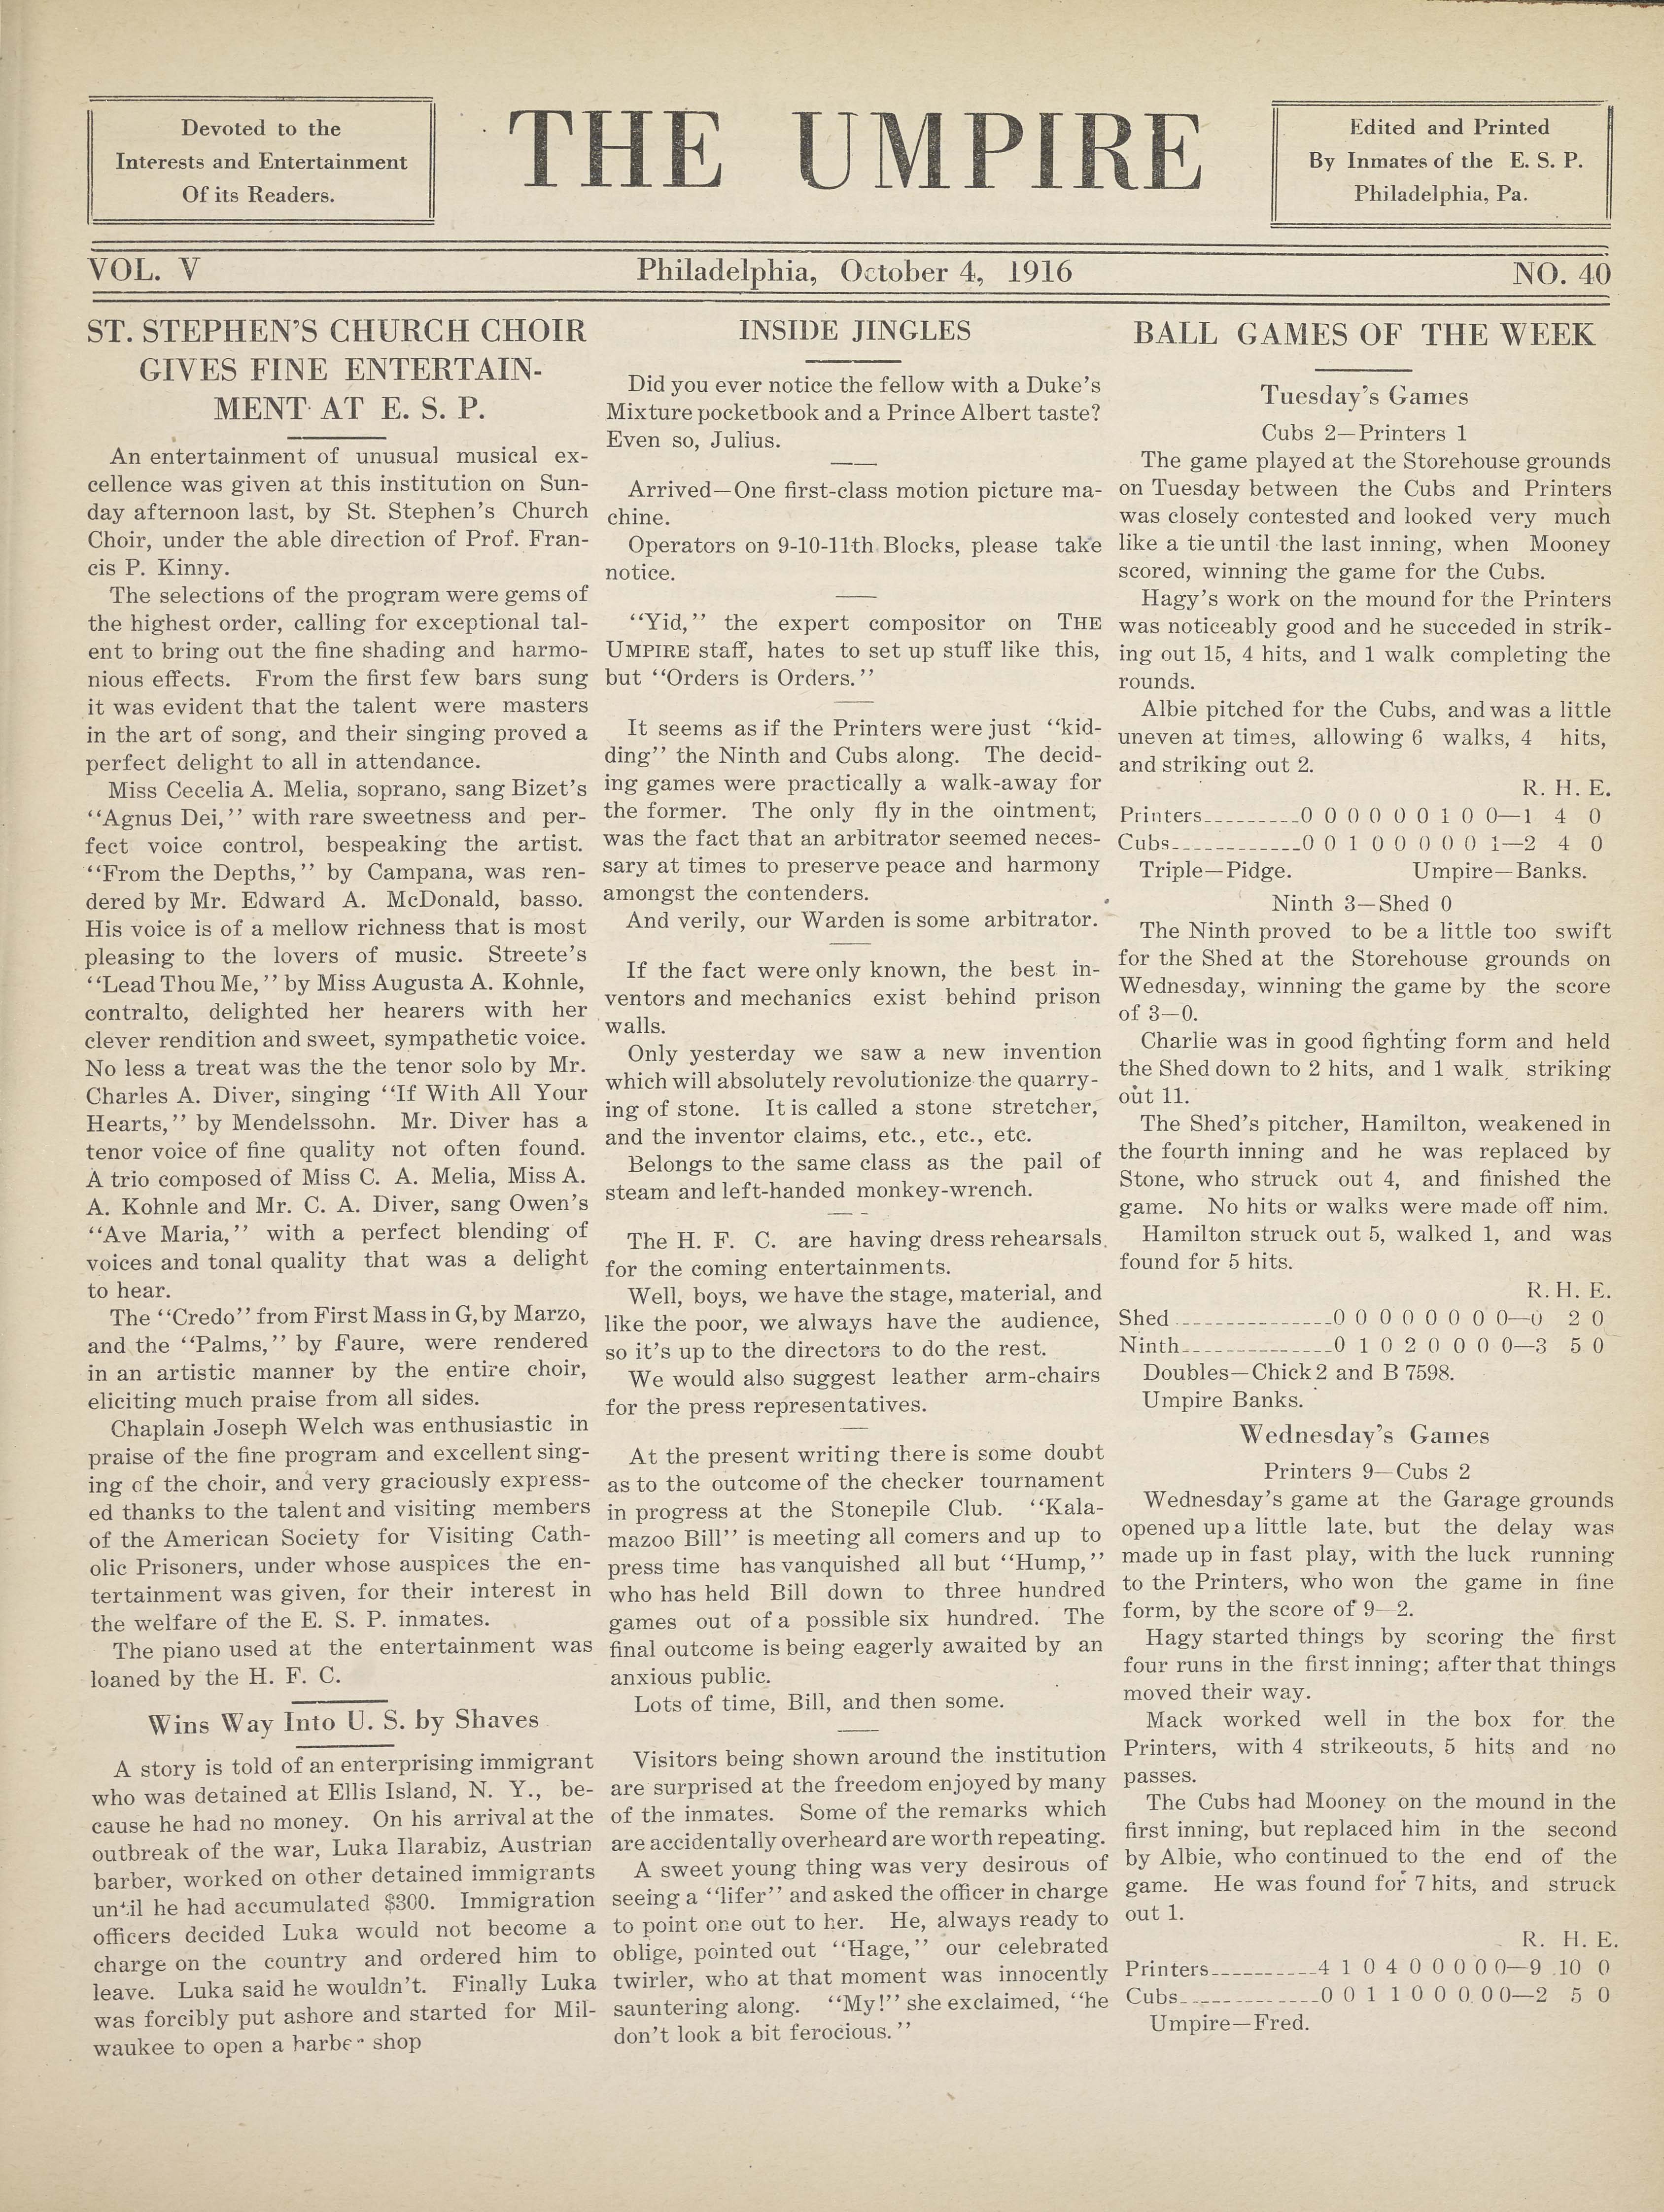 Devoted to the
Interests and Entertainment
Of its Readers.
THE UMPIRE
Edited and Printed
By Inmates of the E. S. P.
Philadelphia, Pa.
VOL. V
Philadelphia, October 4, 1916
NO. 40
ST. STEPHEN'S CHURCH CHOIR
GIVES FINE ENTERTAIN-
MENT AT E. S. P.
An entertainment of unusual musical ex-
cellence was given at this institution on Sun-
day afternoon last, by St. Stephen's Church
Choir, under the able direction of Prof. Fran-
cis P. Kinny.
The selections of the program were gems of
the highest order, calling for exceptional tal-
ent to bring out the fine shading and harmo-
nious effects. From the first few bars sung
it was evident that the talent were masters
in the art of song, and their singing proved a
perfect delight to all in attendance.
Miss Cecelia A. Melia, soprano, sang Bizet's
"Agnus Dei," with rare sweetness and per-
fect voice control, bespeaking the artist.
"From the Depths," by Campana, was ren-
dered by Mr. Edward A. McDonald, basso.
His voice is of a mellow richness that is most
pleasing to the lovers of music. Streete's
"Lead Thou Me," by Miss Augusta A. Kohnle,
contralto, delighted her hearers with her
clever rendition and sweet, sympathetic voice.
No less a treat was the the tenor solo by Mr.
Charles A. Diver, singing "If With All Your
Hearts," by Mendelssohn. Mr. Diver has a
tenor voice of fine quality not often found.
A trio composed of Miss C. A. Melia, Miss A.
A. Kohnle and Mr. C. A. Diver, sang Owen's
"Ave Maria," with a perfect blending of
voices and tonal quality that was a delight
to hear.
The "Credo" from First Mass in G, by Marzo,
and the "Palms," by Faure, were rendered
in an artistic manner by the entire choir,
eliciting much praise from all sides.
Chaplain Joseph Welch was enthusiastic in
praise of the fine program and excellent sing-
ing of the choir, and very graciously express-
ed thanks to the talent and visiting members
of the American Society for Visiting Cath-
olic Prisoners, under whose auspices the en-
tertainment was given, for their interest in
the welfare of the E. S. P. inmates.
The piano used at the entertainment was
loaned by the H. F. C.
Wins Way Into U. S. by Shaves
A story is told of an enterprising immigrant
who was detained at Ellis Island, N. Y., be-
cause he had no money. On his arrival at the
outbreak of the war, Luka Ilarabiz, Austrian
barber, worked on other detained immigrants
until he had accumulated $300. Immigration
officers decided Luka would not become a
charge on the country and ordered him to
leave. Luka said he wouldn't. Finally Luka
was forcibly put ashore and started for Mil-
waukee to open a barber shop
INSIDE JINGLES
Did you ever notice the fellow with a Duke's
Mixture pocketbook and a Prince Albert taste?
Even so, Julius.
Arrived—One first-class motion picture ma-
chine.
Operators on 9-10-11th Blocks, please take
notice.
"Yid," the expert compositor on THE
UMPIRE staff, hates to set up stuff like this,
but "Orders is Orders."
It seems as if the Printers were just "kid-
ding" the Ninth and Cubs along. The decid-
ing games were practically a walk-away for
the former. The only fly in the ointment,
was the fact that an arbitrator seemed neces-
sary at times to preserve peace and harmony
amongst the contenders.
And verily, our Warden is some arbitrator.
If the fact were only known, the best in-
ventors and mechanics exist behind prison
walls.
Only yesterday we saw a new invention
which will absolutely revolutionize the quarry-
ing of stone. It is called a stone stretcher,
and the inventor claims, etc., etc., etc.
Belongs to the same class as the pail of
steam and left-handed monkey-wrench.
The H. F. C. are having dress rehearsals
for the coming entertainments.
Well, boys, we have the stage, material, and
like the poor, we always have the audience,
so it's up to the directors to do the rest.
We would also suggest leather arm-chairs
for the press representatives.
At the present writing there is some doubt
as to the outcome of the checker tournament
in progress at the Stonepile Club. "Kala-
mazoo Bill" is meeting all comers and up to
press time has vanquished all but "Hump,"
who has held Bill down to three hundred
games out of a possible six hundred. The
final outcome is being eagerly awaited by an
anxious public.
Lots of time, Bill, and then some.
Visitors being shown around the institution
are surprised at the freedom enjoyed by many
of the inmates. Some of the remarks which
are accidentally overheard are worth repeating.
A sweet young thing was very desirous of
seeing a "lifer" and asked the officer in charge
to point one out to her. He, always ready to
oblige, pointed out "Hage," our celebrated
twirler, who at that moment was innocently
sauntering along. "My!" she exclaimed, "he
don't look a bit ferocious."
BALL GAMES OF THE WEEK
Tuesday's Games
Cubs 2—Printers 1
The game played at the Storehouse grounds
on Tuesday between the Cubs and Printers
was closely contested and looked very much
like a tie until the last inning, when Mooney
scored, winning the game for the Cubs.
Hagy's work on the mound for the Printers
was noticeably good and he succeded in strik-
ing out 15, 4 hits, and 1 walk completing the
rounds.
Albie pitched for the Cubs, and was a little
uneven at times, allowing 6 walks, 4 hits,
and striking out 2.
R. H. E.
Printers----------0 0 0 0 0 0 1 0 0—1 4 0
Cubs-------------0 0 1 0 0 0 0 0 1—2 4 0
Triple—Pidge. Umpire—Banks.
Ninth 3—Shed 0
The Ninth proved to be a little too swift
for the Shed at the Storehouse grounds on
Wednesday, winning the game by the score
of 3—0.
Charlie was in good fighting form and held
the Shed down to 2 hits, and 1 walk, striking
out 11.
The Shed's pitcher, Hamilton, weakened in
the fourth inning and he was replaced by
Stone, who struck out 4, and finished the
game. No hits or walks were made off nim.
Hamilton struck out 5, walked 1, and was
found for 5 hits.
R. H. E.
Shed ---------------0 0 0 0 0 0 0 0—0 2 0
Ninth---------------0 1 0 2 0 0 0 0—3 5 0
Doubles—Chick 2 and B 7598.
Umpire Banks.
Wednesday's Games
Printers 9—Cubs 2
Wednesday's game at the Garage grounds
opened up a little late, but the delay was
made up in fast play, with the luck running
to the Printers, who won the game in fine
form, by the score of 9—2.
Hagy started things by scoring the first
four runs in the first inning; after that things
moved their way.
Mack worked well in the box for the
Printers, with 4 strikeouts, 5 hits and no
passes.
The Cubs had Mooney on the mound in the
first inning, but replaced him in the second
by Albie, who continued to the end of the
game. He was found for 7 hits, and struck
out 1.
R. H. E.
Printers-----------4 1 0 4 0 0 0 0 0—9 10 0
Cubs--------------0 0 1 1 0 0 0 0 0—2 5 0
Umpire—Fred.